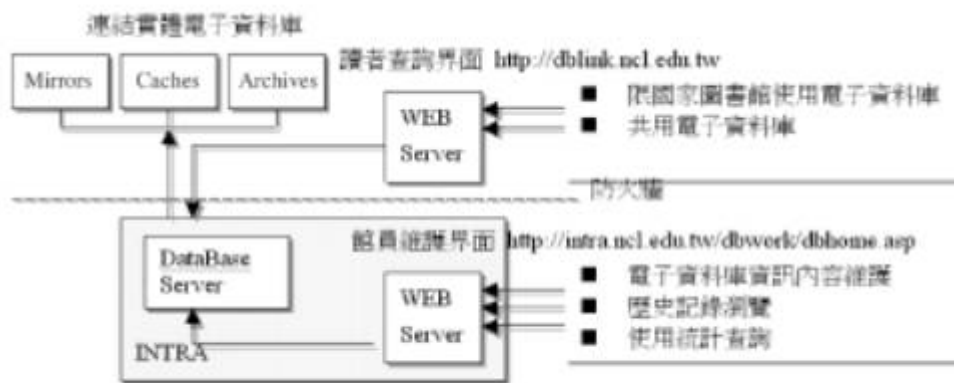 連結實體電子資料庫
Mirrors
Caches
Archives
讀者查詢界面 http://dblink.ncl.edu.tw
WEB
Server
■ 限國家圖書館使用電子資料庫
■ 共用電子資料庫
防火牆
館員維護界面 http://intra.ncl.edu.tw/dbwork/dbhome.asp
DataBase
Server
WEB
Server
■ 電子資料庫資訊內容維護
■ 歷史記錄瀏覽
■ 使用統計查詢
INTRA